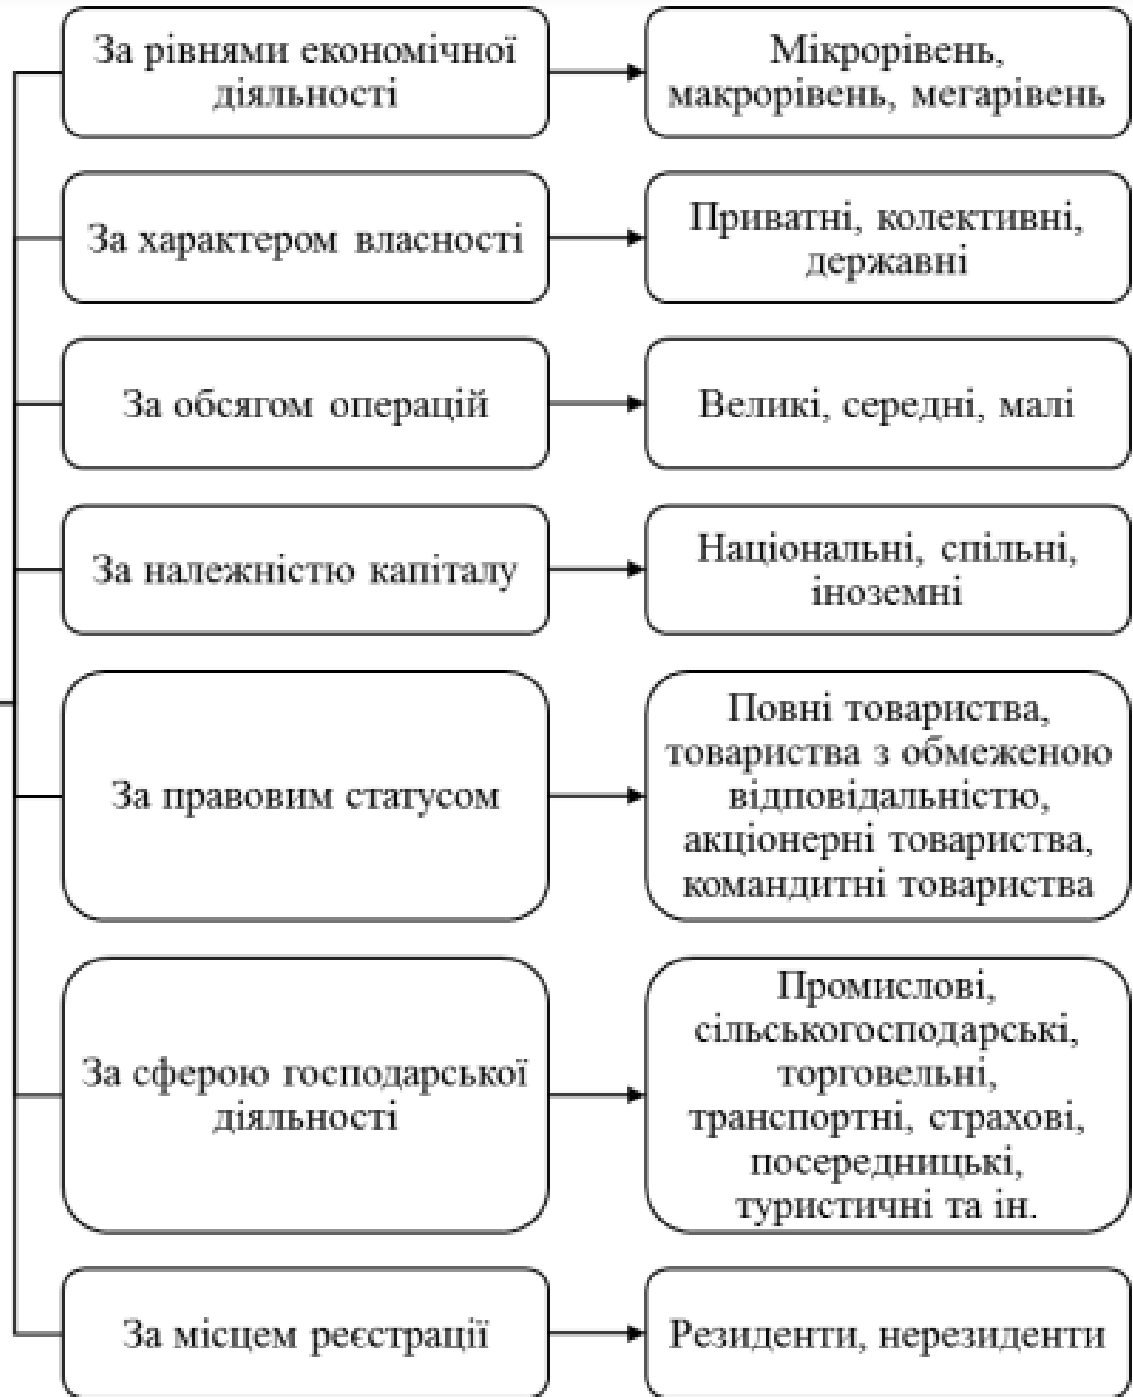 За рівнями економічної
діяльності
Мікрорівень,
макрорівень, мегарівень
За характером власності
Приватні, колективні,
державні
За обсягом операцій
Великі, середні, малі
За належністю капіталу
Національні, спільні,
іноземні
За правовим статусом
Повні товариства,
товариства з обмеженою
відповідальністю,
акціонерні товариства,
командитні товариства
За сферою господарської
діяльності
Промислові,
сільськогосподарські,
торговельні,
транспортні, страхові,
посередницькі,
туристичні та ін.
За місцем реєстрації
Резиденти, нерезиденти